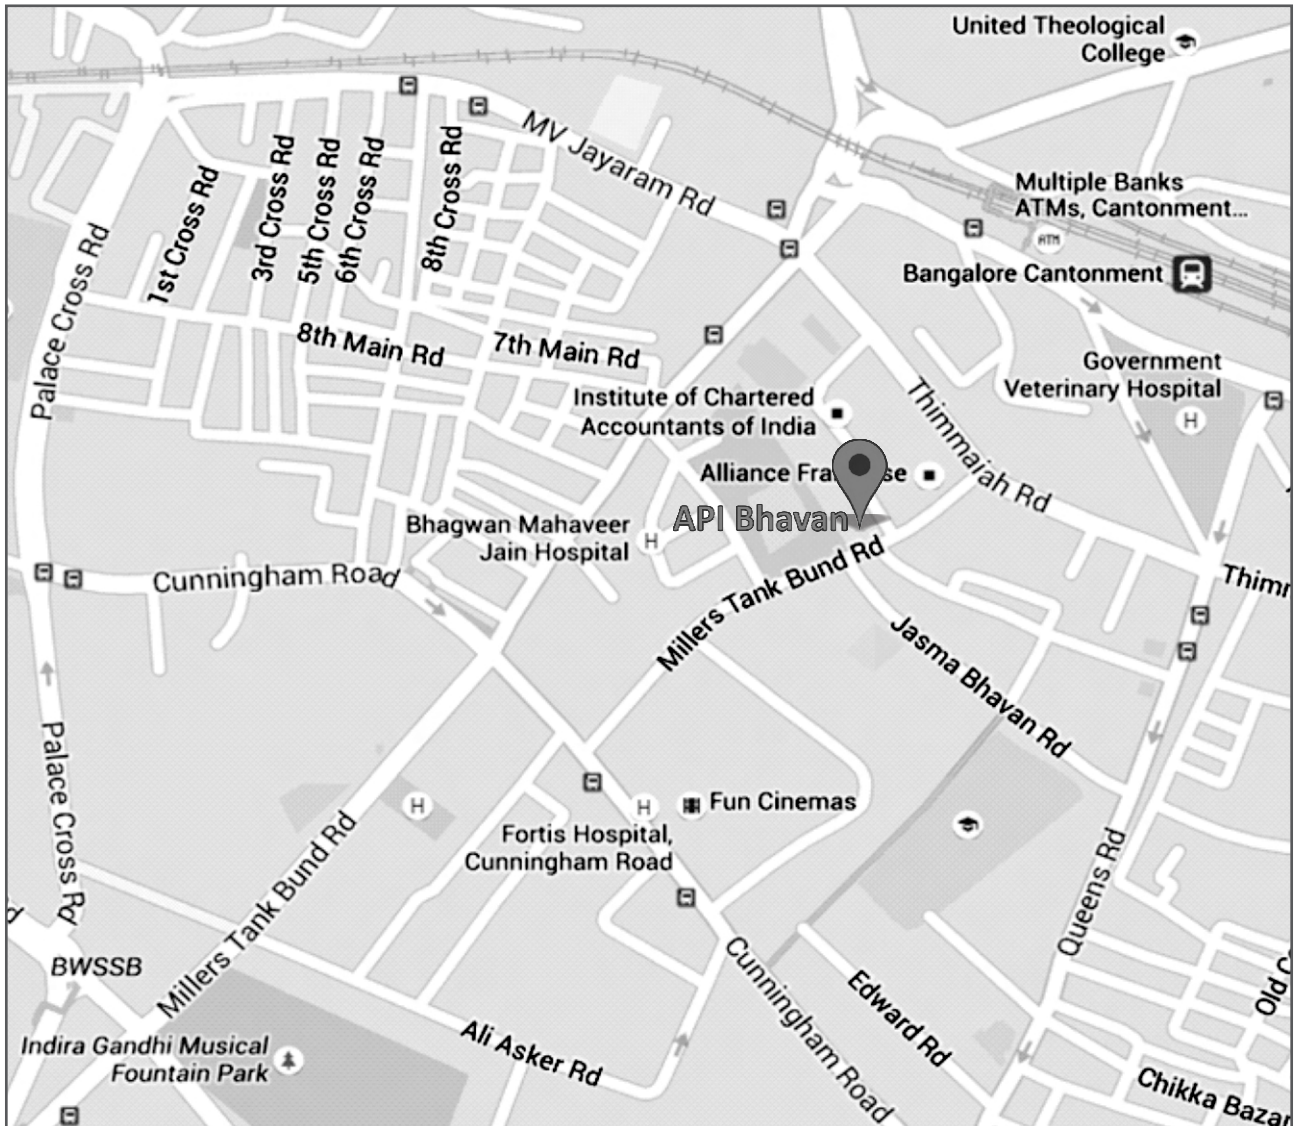 United Theological
College
MV Jayaram Rd
Multiple Banks
ATMs, Cantonment...
ATM
Bangalore Cantonment
1st Cross Rd
3rd Cross Rd
5th Cross Rd
6th Cross Rd
8th Cross Rd
Palace Cross Rd
8th Main Rd
7th Main Rd
Government
Veterinary Hospital
H
Institute of Chartered
Accountants of India
Thimmaiah Rd
API Bhavan
Bhagwan Mahaveer
Jain Hospital
H
Cunningham Road
Millers Tank Bund Rd
Jasma Bhavan Rd
Palace Cross Rd
H
H
Fun Cinemas
Fortis Hospital,
Cunningham Road
Millers Tank Bund Rd
Queens Rd
BWSSB
Cunningham Road
Edward Rd
Indira Gandhi Musical
Fountain Park
Ali Asker Rd
Chikka Bazar